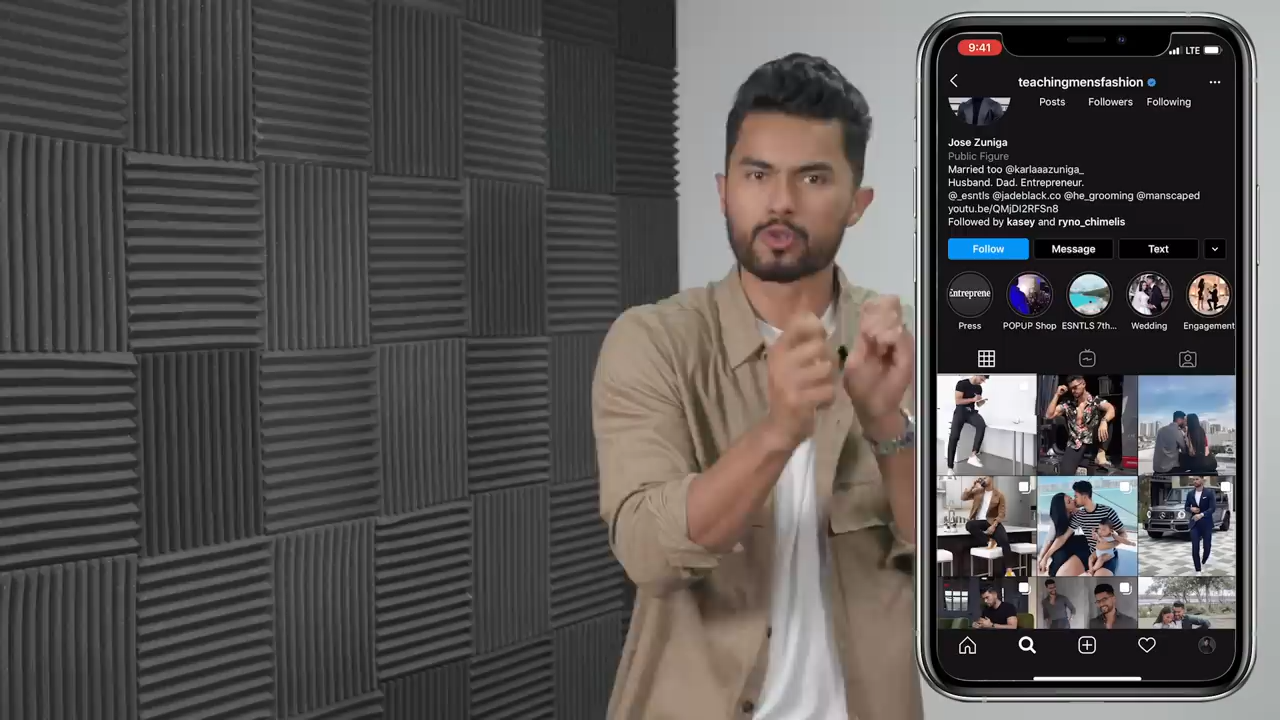 9:41
LTE
teachingmensfashion
Posts Followers Following
Jose Zuniga
Public Figure
Married too @karlaaazuniga_
Husband. Dad. Entrepreneur.
@_esntls @jadeblack.co @he_grooming @manscaped
youtu.be/QMjDI2RFSn8
Followed by kasey and ryno_chimelis
Follow Message Text
Entreprene
Press POPUP Shop ESNTLS 7th... Wedding Engagement